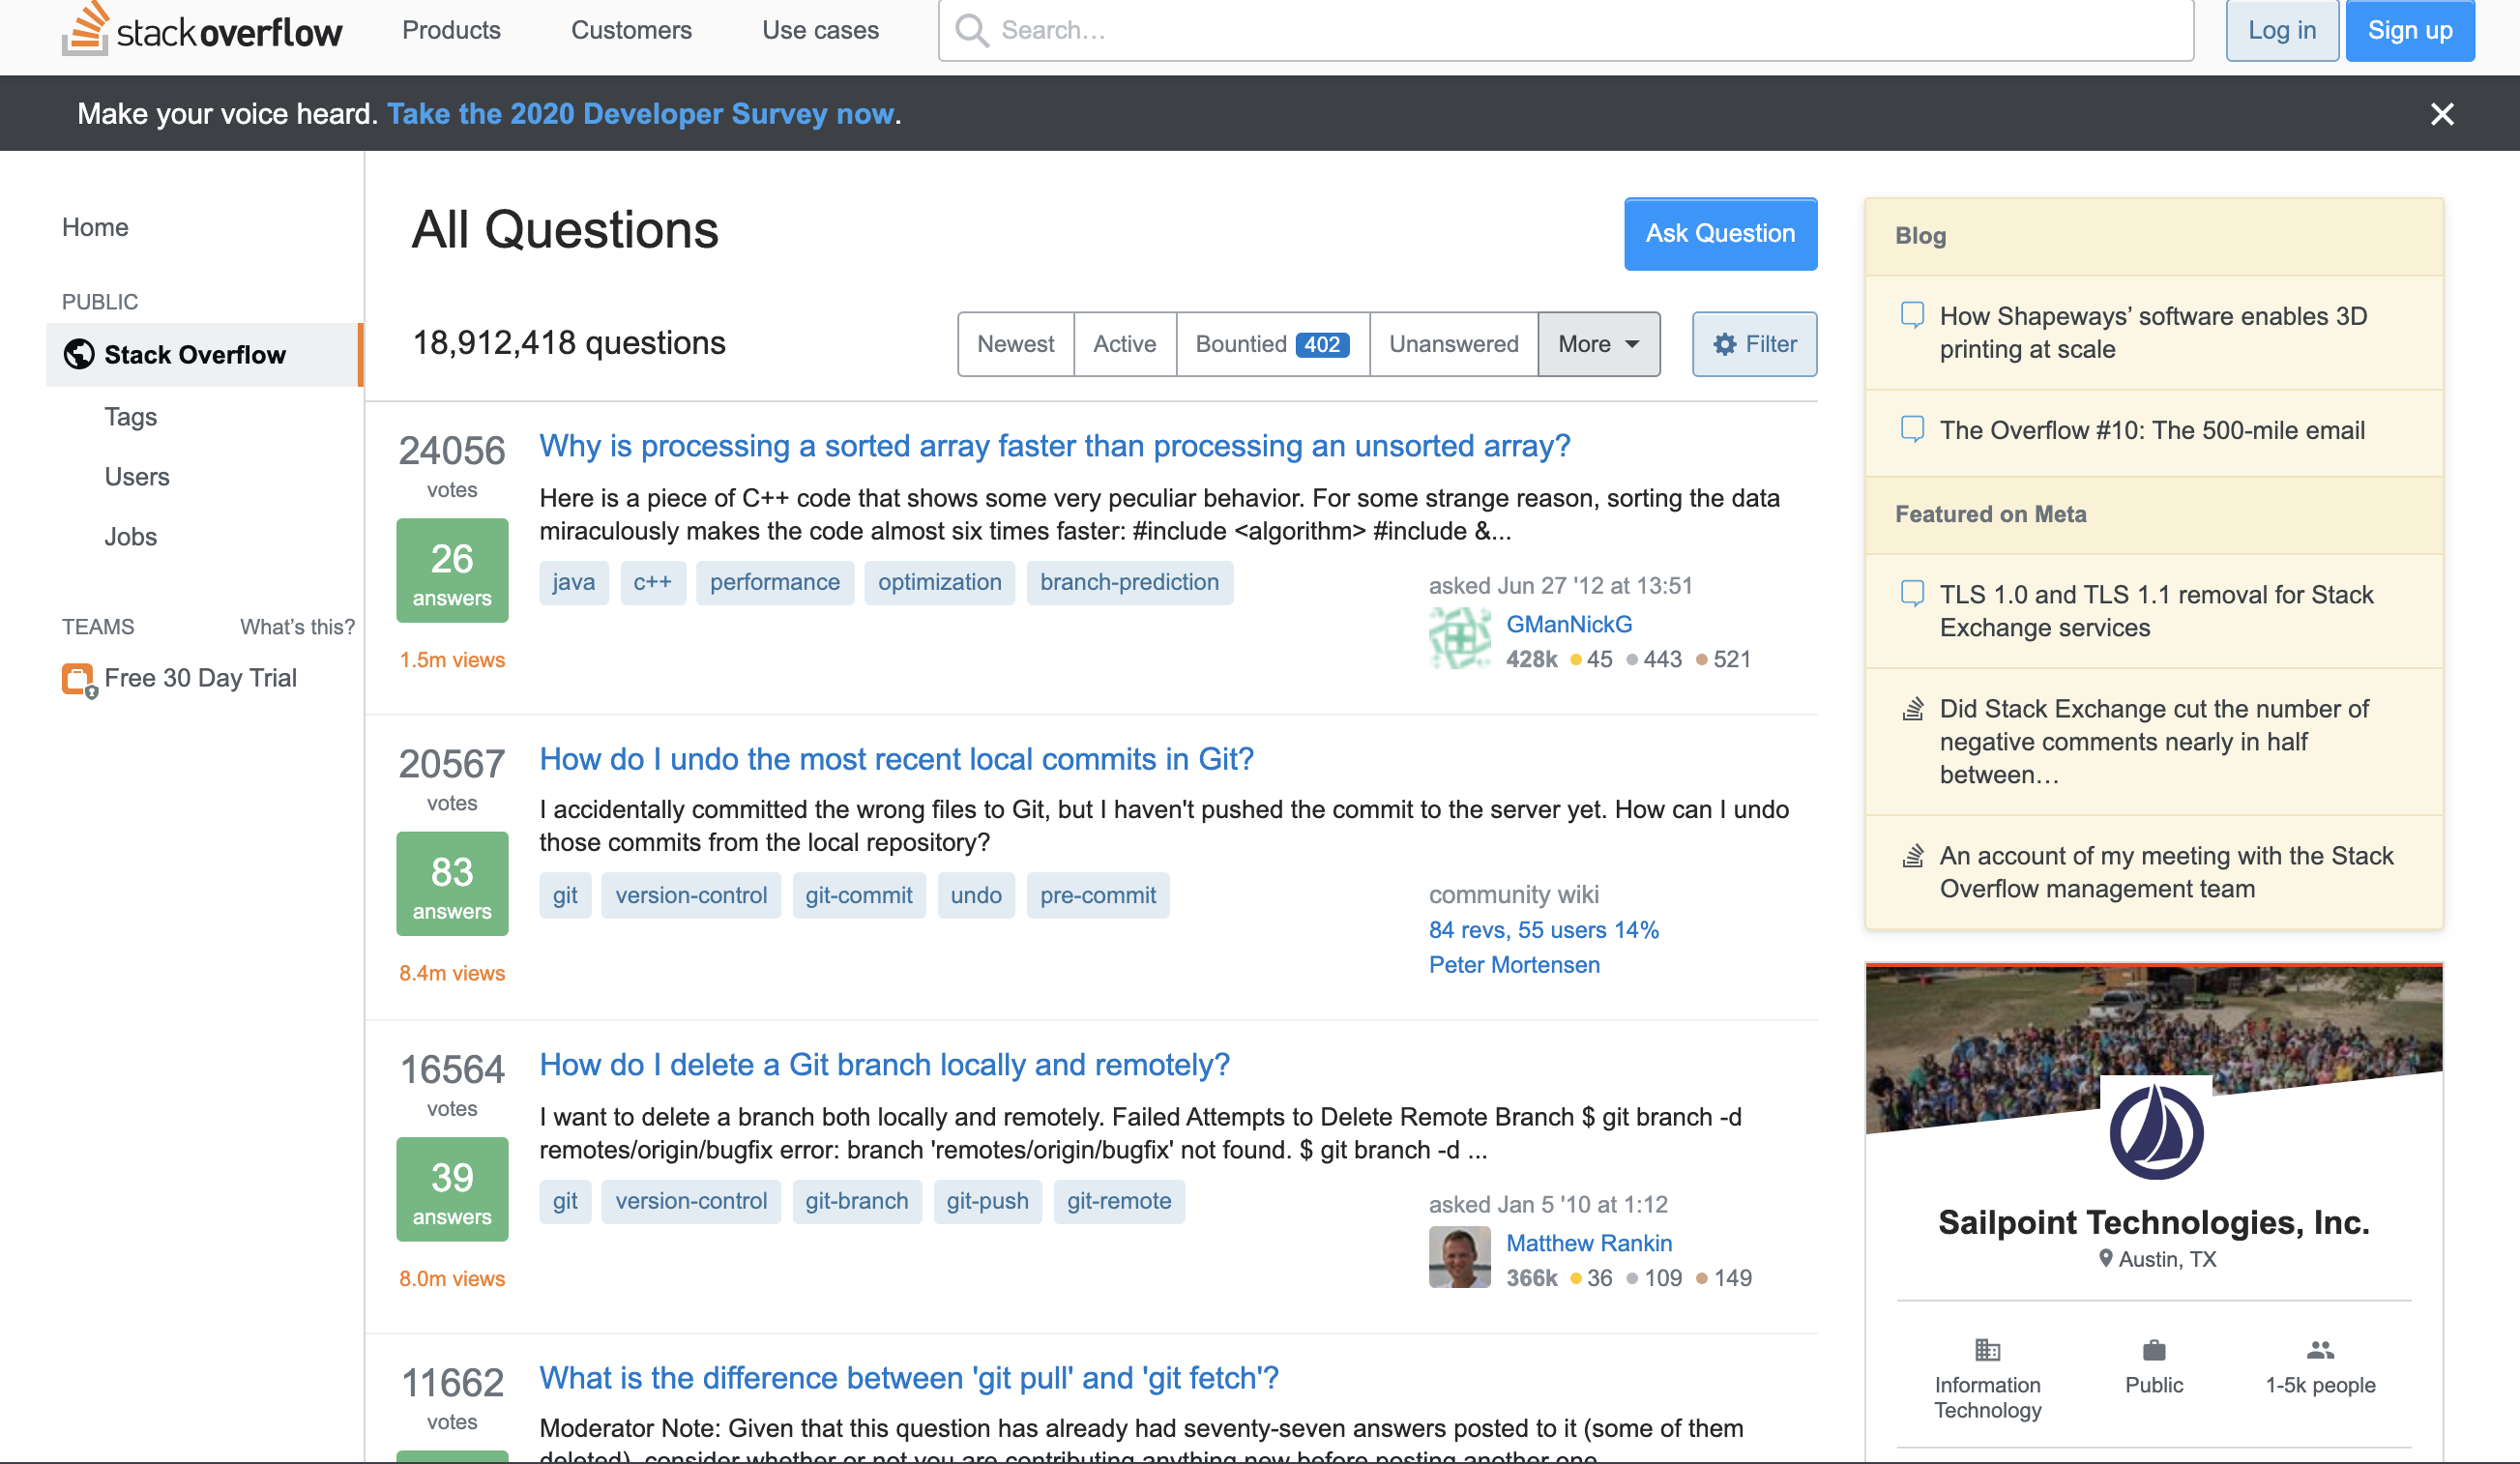 stackoverflow
Products
Customers
Use cases
Search…
Log in
Sign up
Make your voice heard. Take the 2020 Developer Survey now.
Home
PUBLIC
Stack Overflow
Tags
Users
Jobs
TEAMS
What's this?
Free 30 Day Trial
All Questions
Ask Question
18,912,418 questions
Newest
Active
Bountied 402
Unanswered
More
Filter
24056
votes
26
answers
1.5m views
Why is processing a sorted array faster than processing an unsorted array?
Here is a piece of C++ code that shows some very peculiar behavior. For some strange reason, sorting the data
miraculously makes the code almost six times faster: #include <algorithm> #include &...
java c++ performance optimization branch-prediction
asked Jun 27 '12 at 13:51
GManNickG
428k 45 443 521
20567
votes
83
answers
8.4m views
How do I undo the most recent local commits in Git?
I accidentally committed the wrong files to Git, but I haven't pushed the commit to the server yet. How can I undo
those commits from the local repository?
git version-control git-commit undo pre-commit
community wiki
84 revs, 55 users 14%
Peter Mortensen
16564
votes
39
answers
8.0m views
How do I delete a Git branch locally and remotely?
I want to delete a branch both locally and remotely. Failed Attempts to Delete Remote Branch $ git branch -d
remotes/origin/bugfix error: branch 'remotes/origin/bugfix' not found. $ git branch -d ...
git version-control git-branch git-push git-remote
asked Jan 5 '10 at 1:12
Matthew Rankin
366k 36 109 149
11662
votes
What is the difference between 'git pull' and 'git fetch'?
Moderator Note: Given that this question has already had seventy-seven answers posted to it (some of them
deleted), consider whether or not you are contributing anything new before posting another one.
Blog
How Shapeways’ software enables 3D
printing at scale
The Overflow #10: The 500-mile email
Featured on Meta
TLS 1.0 and TLS 1.1 removal for Stack
Exchange services
Did Stack Exchange cut the number of
negative comments nearly in half
between…
An account of my meeting with the Stack
Overflow management team
Sailpoint Technologies, Inc.
Austin, TX
Information
Technology
Public
1-5k people